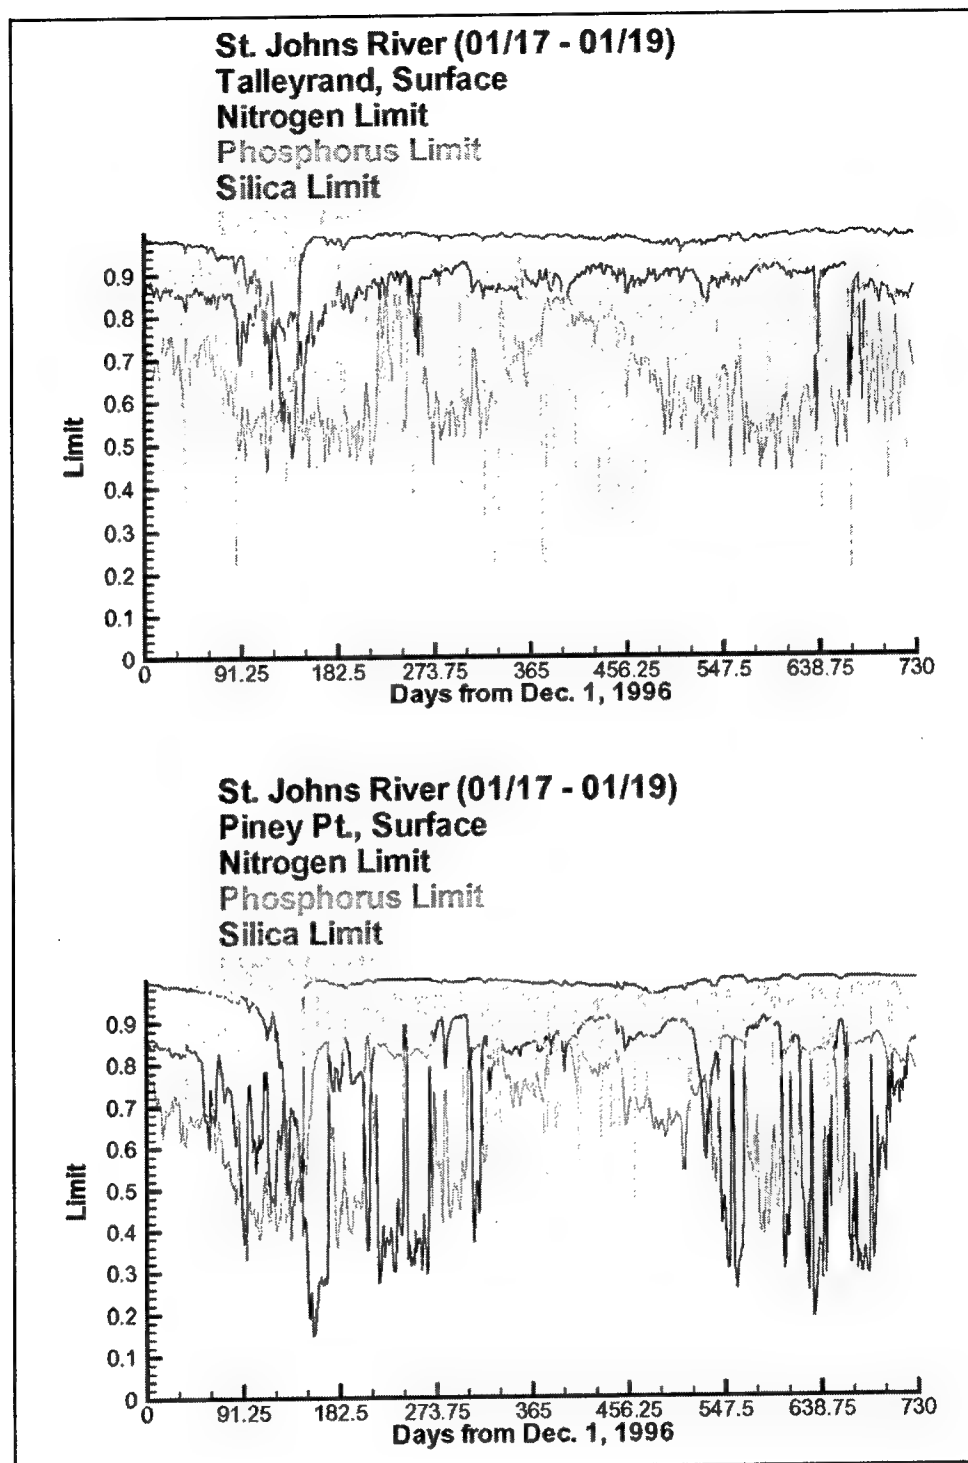 St. Johns River (01/17 - 01/19)
Talleyrand, Surface
Nitrogen Limit
Phosphorus Limit
Silica Limit
Limit
0.9
0.8
0.7
0.6
0.5
0.4
0.3
0.2
0.1
0
0 91.25 182.5 273.75 365 456.25 547.5 638.75 730
Days from Dec. 1, 1996
St. Johns River (01/17 - 01/19)
Piney Pt., Surface
Nitrogen Limit
Phosphorus Limit
Silica Limit
Limit
0.9
0.8
0.7
0.6
0.5
0.4
0.3
0.2
0.1
0
0 91.25 182.5 273.75 365 456.25 547.5 638.75 730
Days from Dec. 1, 1996